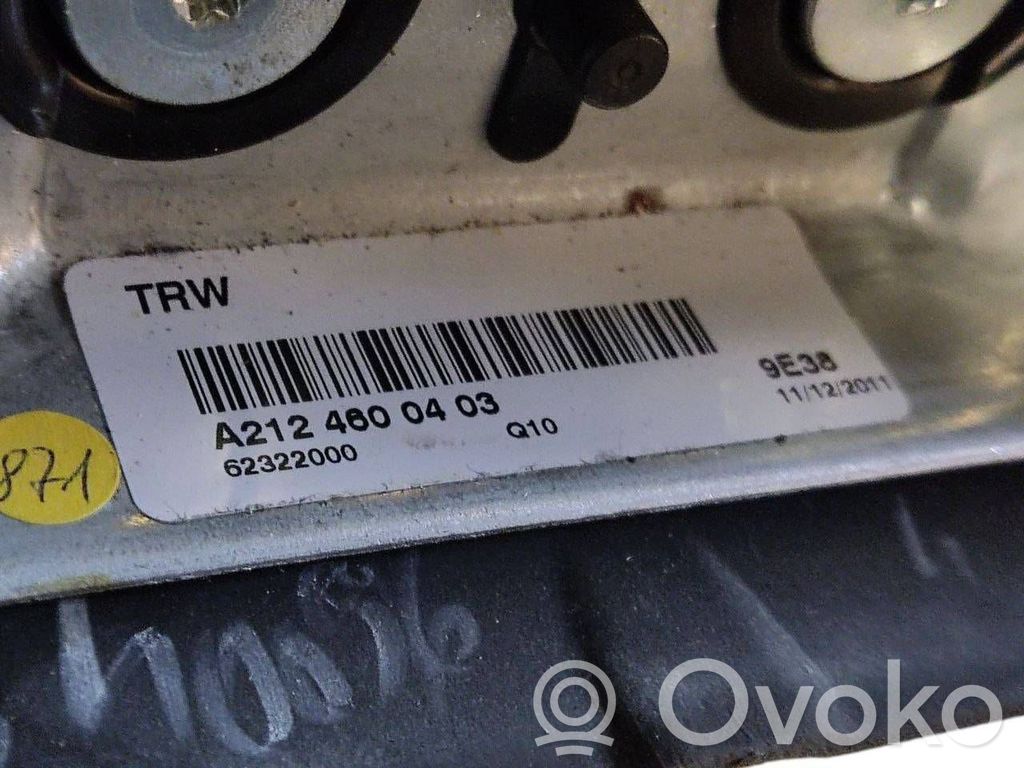 TRW
9E38
11/12/2011
A212 460 04 03
Q10
62322000
871
Ovoko